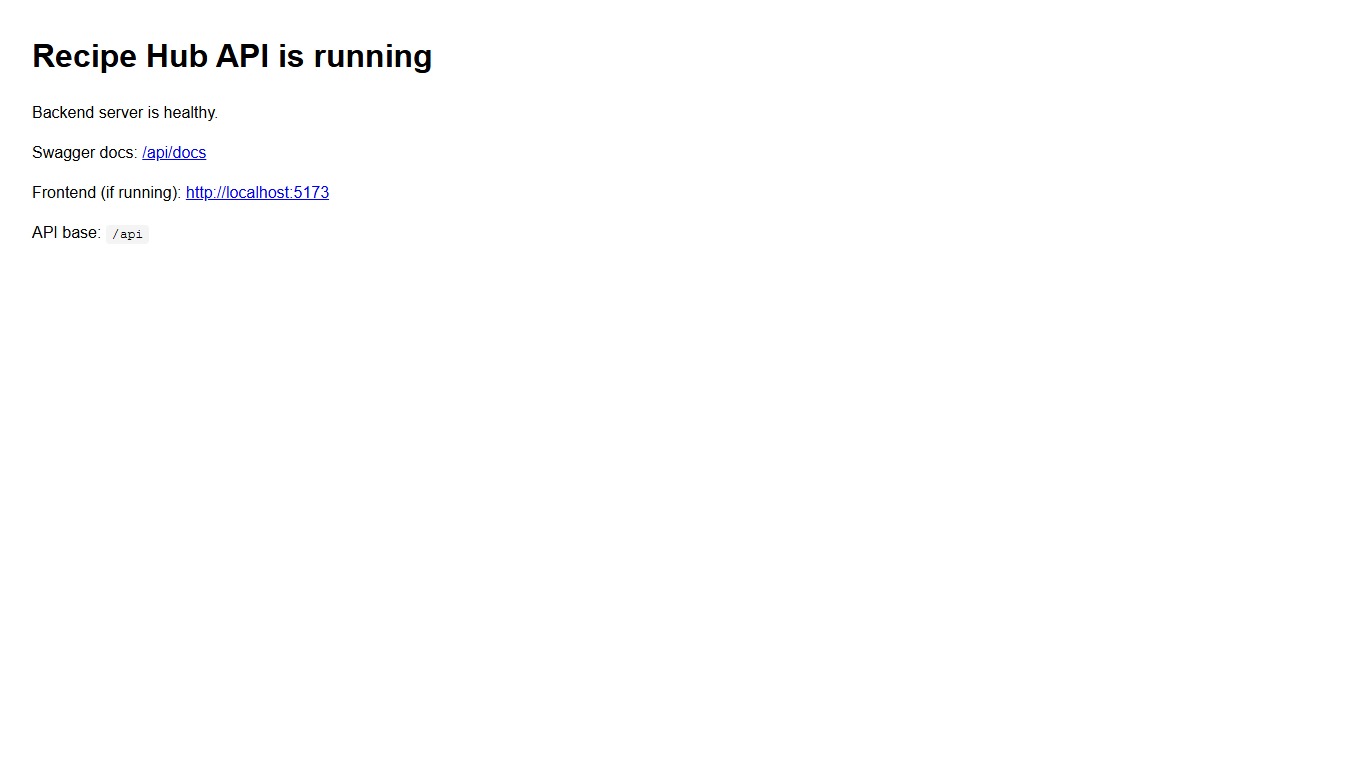 Recipe Hub API is running
Backend server is healthy.
Swagger docs: /api/docs
Frontend (if running): http://localhost:5173
API base: /api